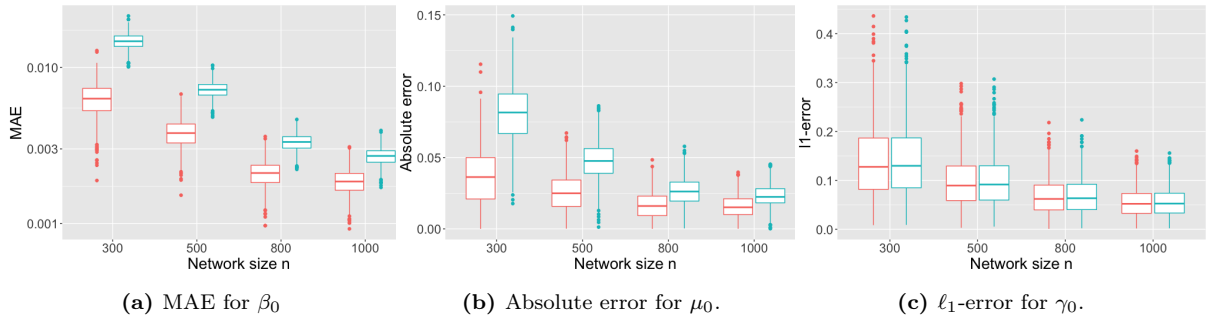 MAE
0.010
0.003
0.001
300 500 800 1000
Network size n
(a) MAE for β₀
Absolute error
0.15
0.10
0.05
0.00
300 500 800 1000
Network size n
(b) Absolute error for μ₀.
l1-error
0.4
0.3
0.2
0.1
0.0
300 500 800 1000
Network size n
(c) ℓ₁-error for γ₀.